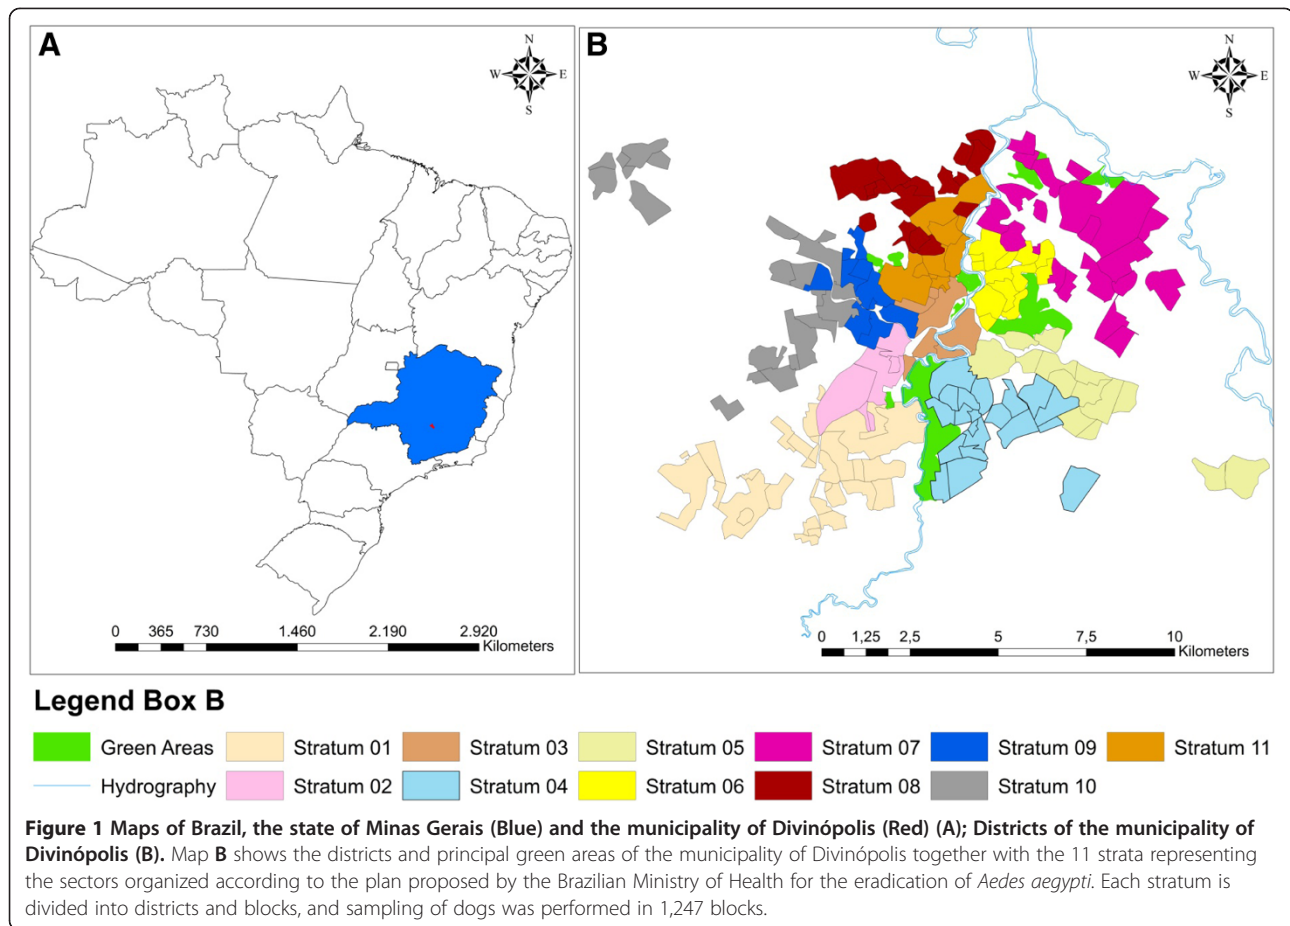 A
N
W E
S
0 365 730 1.460 2.190 2.920
Kilometers
B
N
W E
S
0 1,25 2,5 5 7,5 10
Kilometers
Legend Box B
Green Areas Stratum 01 Stratum 03 Stratum 05 Stratum 07 Stratum 09 Stratum 11
Hydrography Stratum 02 Stratum 04 Stratum 06 Stratum 08 Stratum 10
Figure 1 Maps of Brazil, the state of Minas Gerais (Blue) and the municipality of Divinópolis (Red) (A); Districts of the municipality of
Divinópolis (B). Map B shows the districts and principal green areas of the municipality of Divinópolis together with the 11 strata representing
the sectors organized according to the plan proposed by the Brazilian Ministry of Health for the eradication of Aedes aegypti. Each stratum is
divided into districts and blocks, and sampling of dogs was performed in 1,247 blocks.